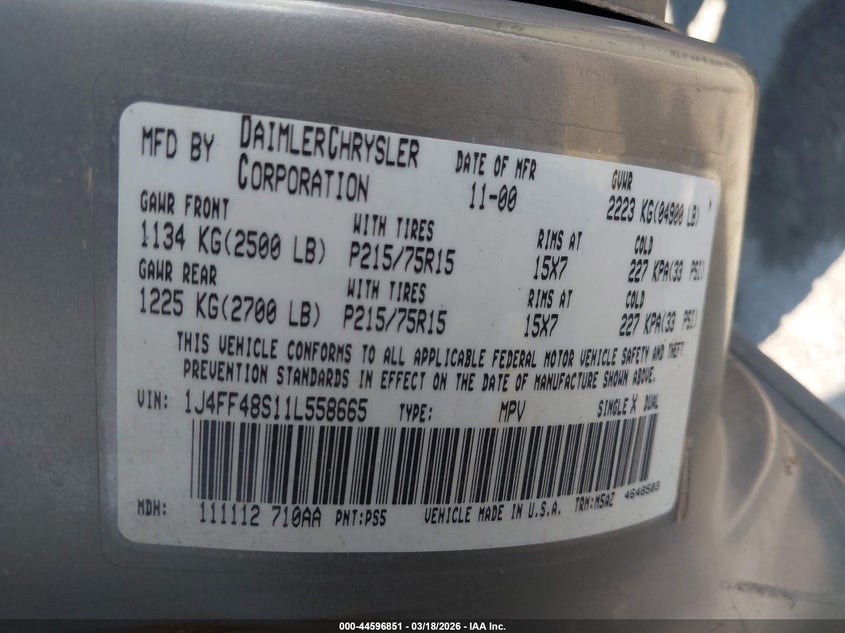 MFD BY DAIMLERCHRYSLER CORPORATION DATE OF MFR 11-00 GVWR 2223 KG(04900 LB)
GAWR FRONT WITH TIRES RIMS AT COLD
1134 KG(2500 LB) P215/75R15 15X7 227 KPA(33 PSI)
GAWR REAR WITH TIRES RIMS AT COLD
1225 KG(2700 LB) P215/75R15 15X7 227 KPA(33 PSI)
THIS VEHICLE CONFORMS TO ALL APPLICABLE FEDERAL MOTOR VEHICLE SAFETY AND THEFT
PREVENTION STANDARDS IN EFFECT ON THE DATE OF MANUFACTURE SHOWN ABOVE.
VIN: 1J4FF48S11L558665 TYPE: MPV SINGLE X DUAL
MDH: 111112 710AA PNT:PS5 VEHICLE MADE IN U.S.A. TRM:M5A2 4648503
000-44596851 - 03/18/2026 - IAA Inc.